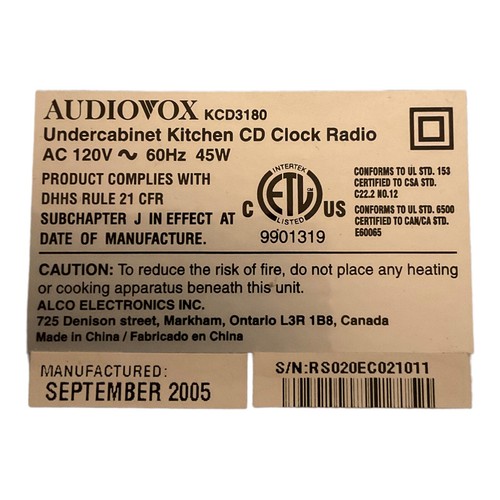 AUDIOVOX KCD3180
Undercabinet Kitchen CD Clock Radio
AC 120V ~ 60Hz 45W
PRODUCT COMPLIES WITH
DHHS RULE 21 CFR
SUBCHAPTER J IN EFFECT AT
DATE OF MANUFACTURE.
INTERTEK
C ETL US
LISTED
9901319
CONFORMS TO UL STD. 153
CERTIFIED TO CSA STD.
C22.2 NO.12
CONFORMS TO UL STD. 6500
CERTIFIED TO CAN/CA STD.
E60065
CAUTION: To reduce the risk of fire, do not place any heating
or cooking apparatus beneath this unit.
ALCO ELECTRONICS INC.
725 Denison street, Markham, Ontario L3R 1B8, Canada
Made in China / Fabricado en China
MANUFACTURED:
SEPTEMBER 2005
S/N:RS020EC021011